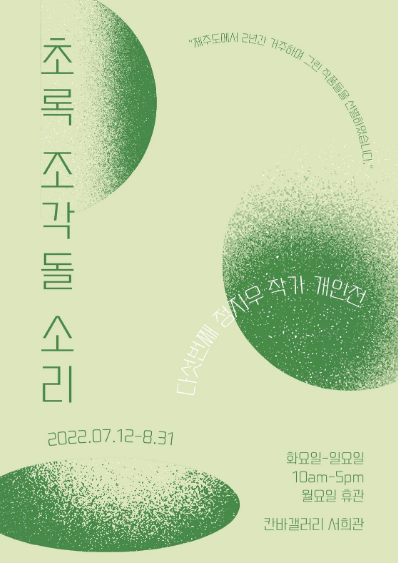 초록 조각돌 소리
"제주도에서 2년간 거주하며 그린 작품들을 선별하였습니다."
다섯번째 정지우 작가 개인전
2022.07.12-8.31
화요일-일요일
10am-5pm
월요일 휴관
칸바갤러리 서희관